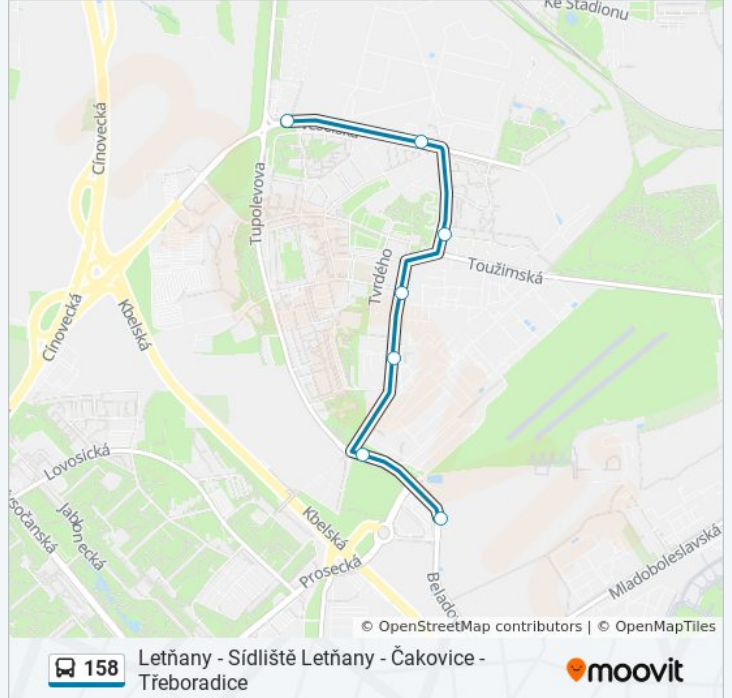 Ke Stadionu
Cínovecká
Tupolevova
Tvrdého
Toužimská
Cínovecká
Kbelská
Lovosická
Jablonecká
Kbelská
Prosecká
Mladoboleslavská
© OpenStreetMap contributors | © OpenMapTiles
158
Letňany - Sídliště Letňany - Čakovice -
Třeboradice
moovit